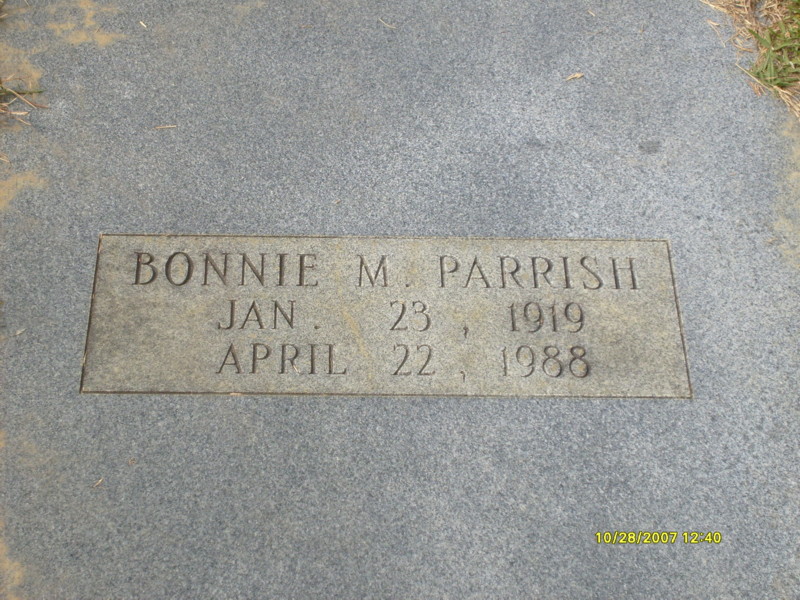 BONNIE M. PARRISH
JAN. 23, 1919
APRIL 22, 1988
10/28/2007 12:40